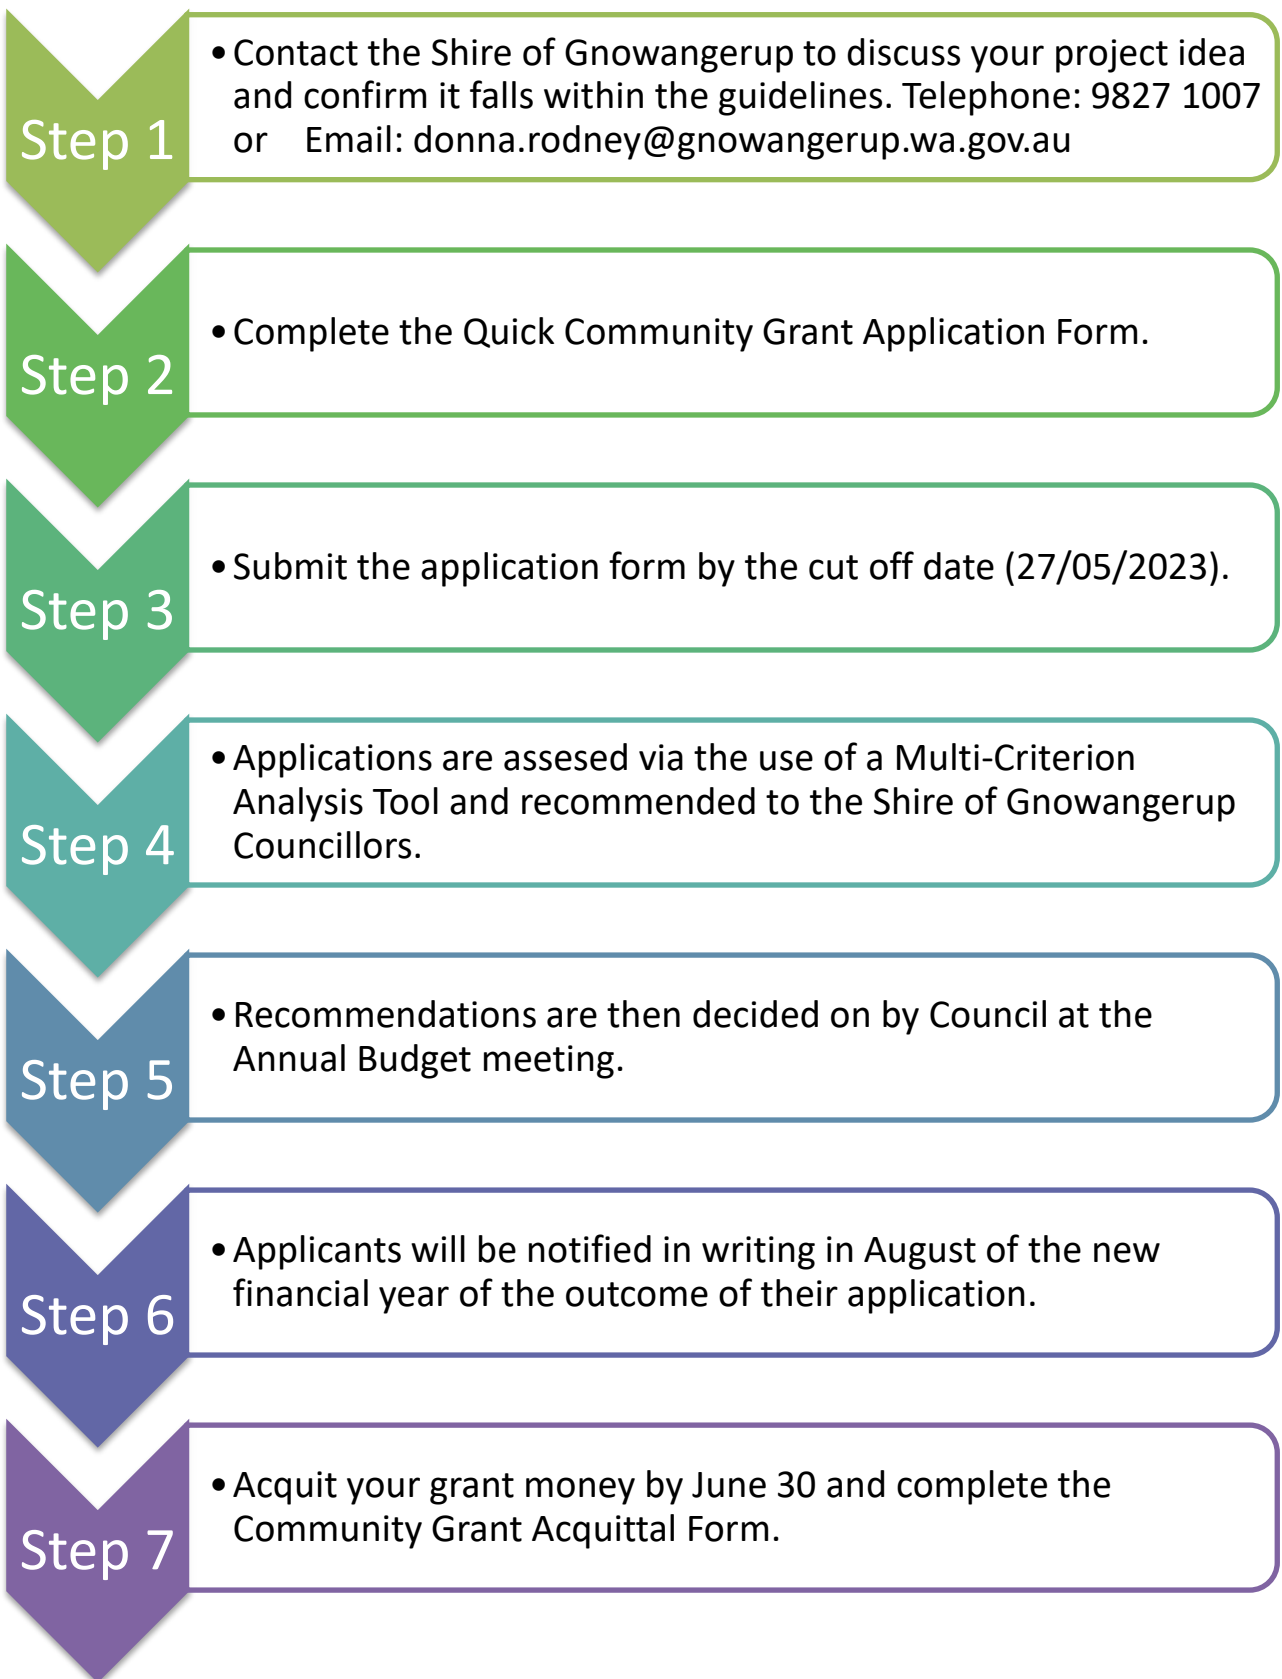 Step 1
• Contact the Shire of Gnowangerup to discuss your project idea
and confirm it falls within the guidelines. Telephone: 9827 1007
or Email: donna.rodney@gnowangerup.wa.gov.au
Step 2
• Complete the Quick Community Grant Application Form.
Step 3
• Submit the application form by the cut off date (27/05/2023).
Step 4
• Applications are assesed via the use of a Multi-Criterion
Analysis Tool and recommended to the Shire of Gnowangerup
Councillors.
Step 5
• Recommendations are then decided on by Council at the
Annual Budget meeting.
Step 6
• Applicants will be notified in writing in August of the new
financial year of the outcome of their application.
Step 7
• Acquit your grant money by June 30 and complete the
Community Grant Acquittal Form.